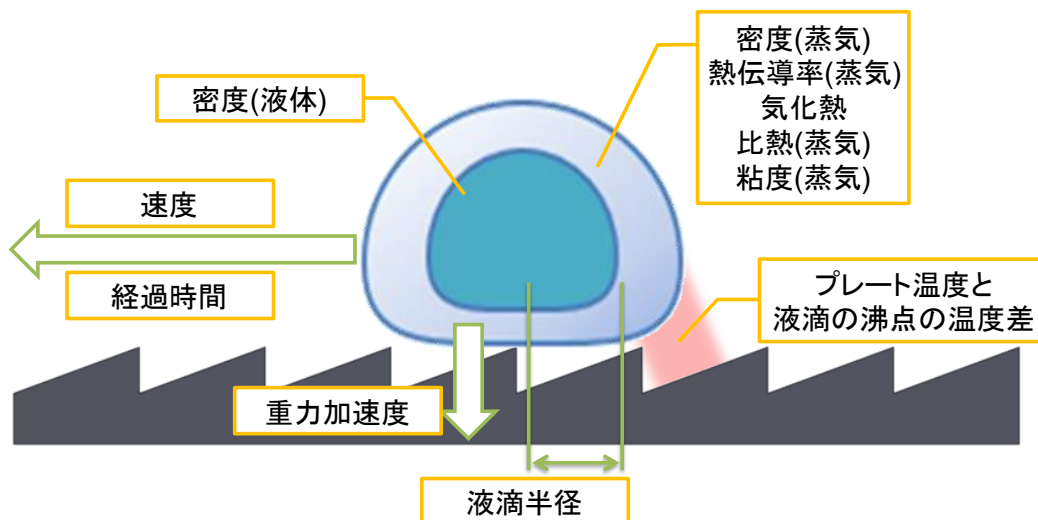 密度(蒸気)
熱伝導率(蒸気)
気化熱
比熱(蒸気)
粘度(蒸気)
密度(液体)
速度
経過時間
プレート温度と
液滴の沸点の温度差
重力加速度
液滴半径